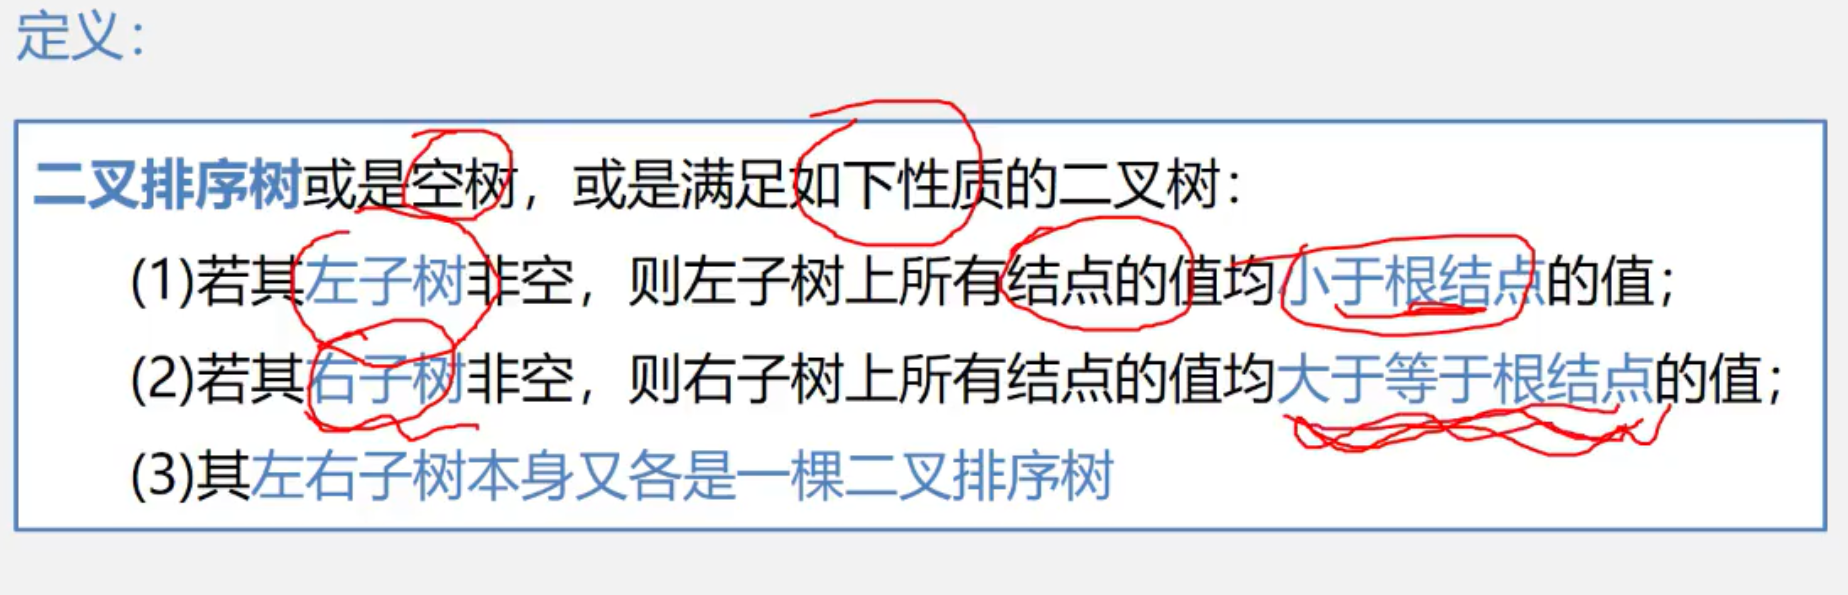 定义：
二叉排序树或是空树，或是满足如下性质的二叉树：
(1)若其左子树非空，则左子树上所有结点的值均小于根结点的值；
(2)若其右子树非空，则右子树上所有结点的值均大于等于根结点的值；
(3)其左右子树本身又各是一棵二叉排序树